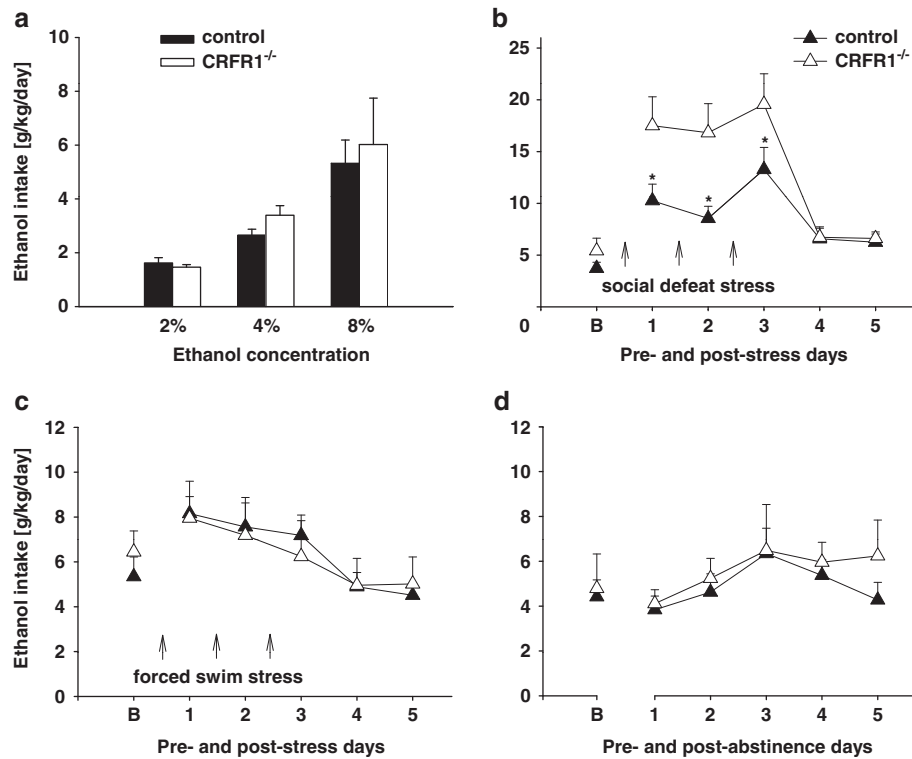 a
control
CRFR1-/-
Ethanol intake [g/kg/day]
10
8
6
4
2
0
2% 4% 8%
Ethanol concentration
b
control
CRFR1-/-
25
20
15
10
5
0
* * *
social defeat stress
B 1 2 3 4 5
Pre- and post-stress days
c
Ethanol intake [g/kg/day]
12
10
8
6
4
2
0
forced swim stress
B 1 2 3 4 5
Pre- and post-stress days
d
12
10
8
6
4
2
0
B 1 2 3 4 5
Pre- and post-abstinence days